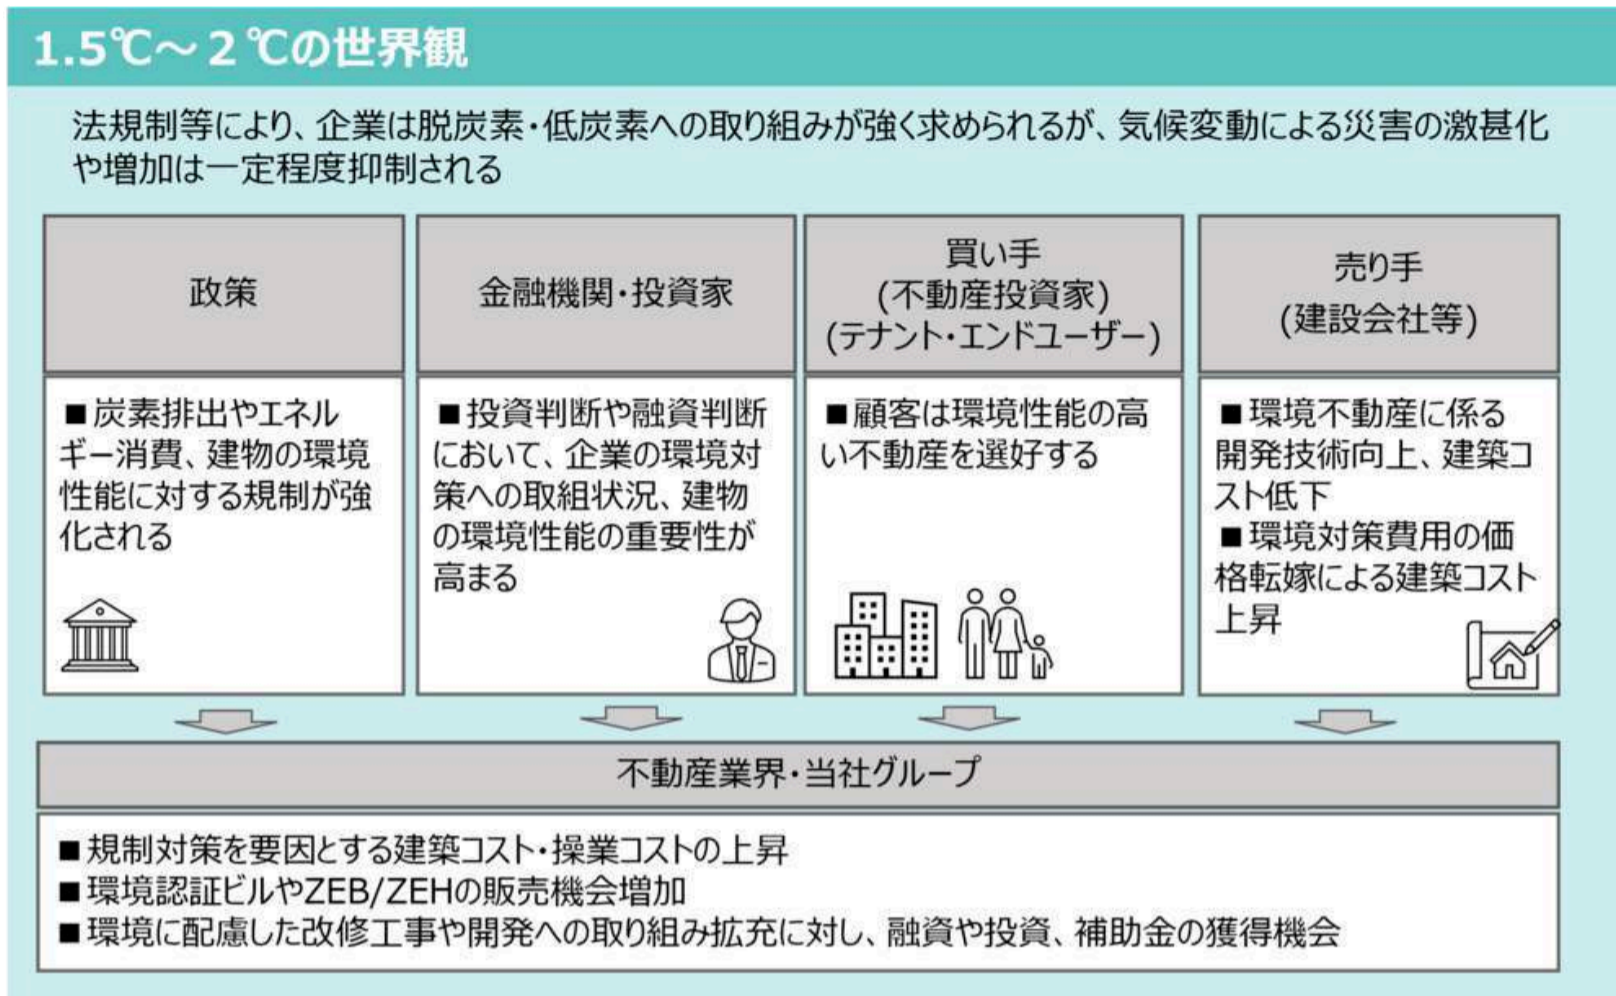 1.5℃～２℃の世界観
法規制等により、企業は脱炭素・低炭素への取り組みが強く求められるが、気候変動による災害の激甚化
や増加は一定程度抑制される
政策
■炭素排出やエネル
ギー消費、建物の環境
性能に対する規制が強
化される
金融機関・投資家
■投資判断や融資判断
において、企業の環境対
策への取組状況、建物
の環境性能の重要性が
高まる
買い手
(不動産投資家)
(テナント・エンドユーザー)
■顧客は環境性能の高
い不動産を選好する
売り手
(建設会社等)
■環境不動産に係る
開発技術向上、建築コ
スト低下
■環境対策費用の価
格転嫁による建築コスト
上昇
不動産業界・当社グループ
■規制対策を要因とする建築コスト・操業コストの上昇
■環境認証ビルやZEB/ZEHの販売機会増加
■環境に配慮した改修工事や開発への取り組み拡充に対し、融資や投資、補助金の獲得機会